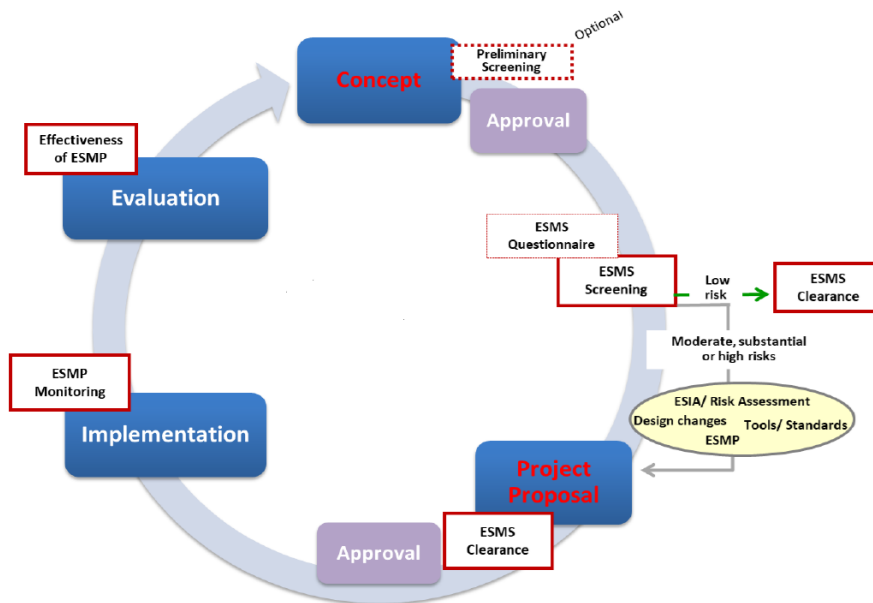 Optional
Preliminary
Screening
Concept
Approval
Effectiveness
of ESMP
Evaluation
ESMS
Questionnaire
ESMS
Screening
Low
risk
ESMS
Clearance
Moderate, substantial
or high risks
ESIA/ Risk Assessment
Design changes
Tools/ Standards
ESMP
ESMP
Monitoring
Implementation
Project
Proposal
ESMS
Clearance
Approval